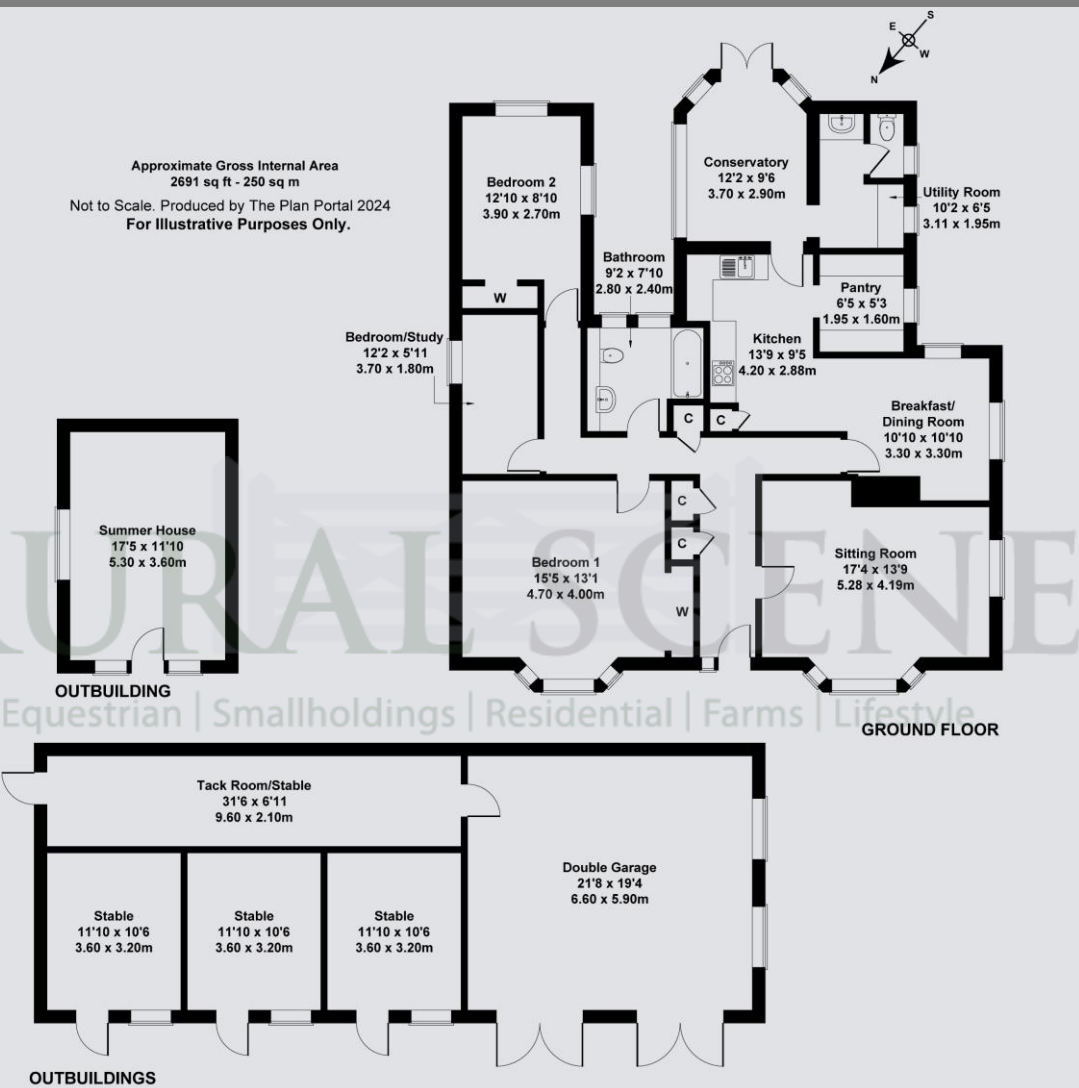 S
E
W
N
Approximate Gross Internal Area
2691 sq ft - 250 sq m
Not to Scale. Produced by The Plan Portal 2024
For Illustrative Purposes Only.
Bedroom 2
12'10 x 8'10
3.90 x 2.70m
W
Conservatory
12'2 x 9'6
3.70 x 2.90m
Utility Room
10'2 x 6'5
3.11 x 1.95m
Bathroom
9'2 x 7'10
2.80 x 2.40m
Pantry
6'5 x 5'3
1.95 x 1.60m
Bedroom/Study
12'2 x 5'11
3.70 x 1.80m
Kitchen
13'9 x 9'5
4.20 x 2.88m
Breakfast/
Dining Room
10'10 x 10'10
3.30 x 3.30m
C
C
C
C
Summer House
17'5 x 11'10
5.30 x 3.60m
Bedroom 1
15'5 x 13'1
4.70 x 4.00m
W
Sitting Room
17'4 x 13'9
5.28 x 4.19m
RURAL SCENE
OUTBUILDING
Equestrian | Smallholdings | Residential | Farms | Lifestyle
GROUND FLOOR
Tack Room/Stable
31'6 x 6'11
9.60 x 2.10m
Double Garage
21'8 x 19'4
6.60 x 5.90m
Stable
11'10 x 10'6
3.60 x 3.20m
Stable
11'10 x 10'6
3.60 x 3.20m
Stable
11'10 x 10'6
3.60 x 3.20m
OUTBUILDINGS